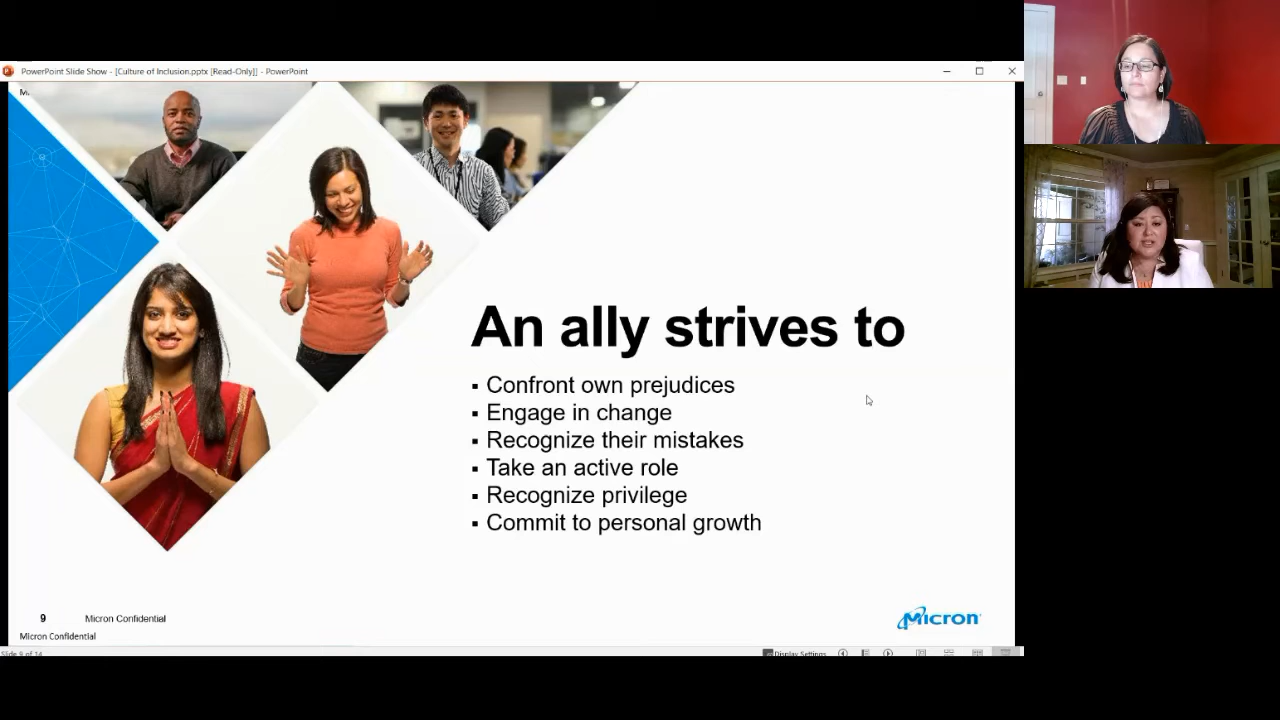 PowerPoint Slide Show - [Culture of Inclusion.pptx [Read-Only]] - PowerPoint
An ally strives to
▪ Confront own prejudices
▪ Engage in change
▪ Recognize their mistakes
▪ Take an active role
▪ Recognize privilege
▪ Commit to personal growth
9 Micron Confidential
Micron
Micron Confidential
Slide 9 of 14 Display Settings